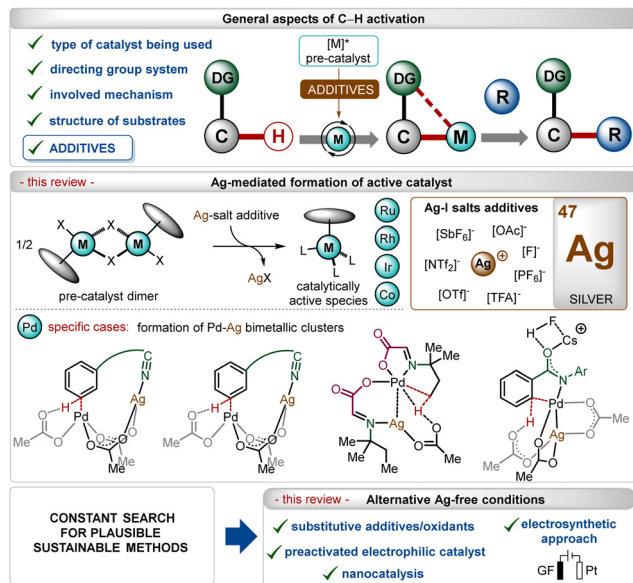 General aspects of C–H activation
✓ type of catalyst being used
✓ directing group system
✓ involved mechanism
✓ structure of substrates
✓ ADDITIVES
[M]*
pre-catalyst
ADDITIVES
DG
C
H
M
DG
C
M
R
DG
C
R
- this review -
Ag-mediated formation of active catalyst
1/2
X
X
M
M
X
X
pre-catalyst dimer
Ag-salt additive
AgX
M
L
L
L
catalytically
active species
Ru
Rh
Ir
Co
Ag-I salts additives
[SbF₆]⁻
[OAc]⁻
[NTf₂]⁻
Ag
⊕
[F]⁻
[PF₆]⁻
[OTf]⁻
[TFA]⁻
47
Ag
SILVER
Pd
specific cases: formation of Pd-Ag bimetallic clusters
C
N
H
Pd
Ag
O
O
O
O
O
O
Me
Me
C
N
H
Pd
Ag
O
O
O
O
O
O
Me
Me
O
O
N
Me
Me
O
Pd
O
H
N
Ag
O
O
Me
Me
Me
H
F
Cs
⊕
O
N
Ar
Pd
H
O
O
Ag
O
O
O
O
Me
Me
CONSTANT SEARCH
FOR PLAUSIBLE
SUSTAINABLE METHODS
- this review -
Alternative Ag-free conditions
✓ substitutive additives/oxidants
✓ preactivated electrophilic catalyst
✓ nanocatalysis
✓ electrosynthetic
approach
GF
Pt